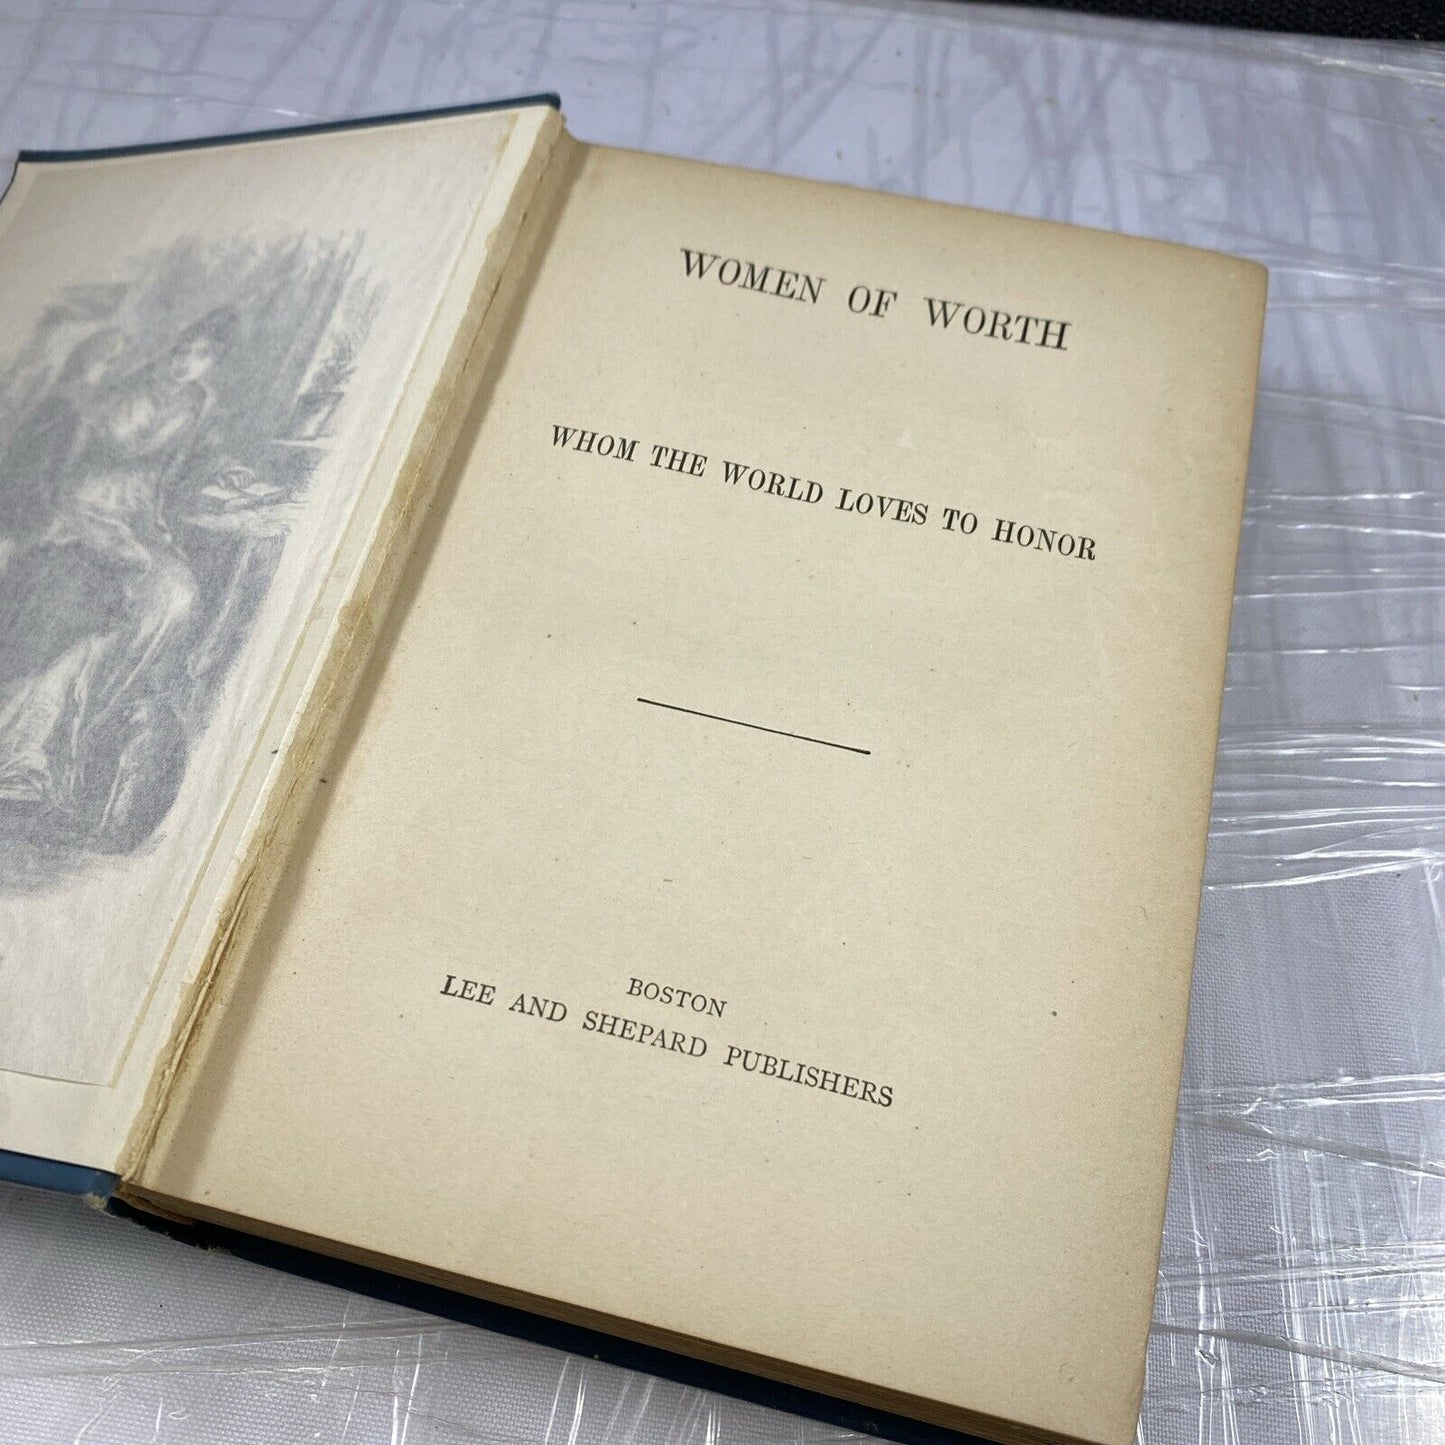 WOMEN OF WORTH
WHOM THE WORLD LOVES TO HONOR
BOSTON
LEE AND SHEPARD PUBLISHERS